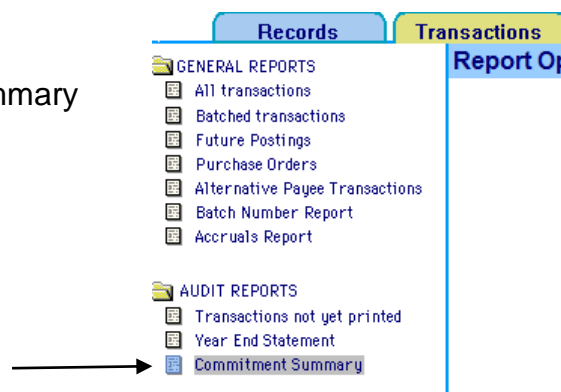 Records Transactions
mmary
GENERAL REPORTS
Report Op
All transactions
Batched transactions
Future Postings
Purchase Orders
Alternative Payee Transactions
Batch Number Report
Accruals Report
AUDIT REPORTS
Transactions not yet printed
Year End Statement
Commitment Summary